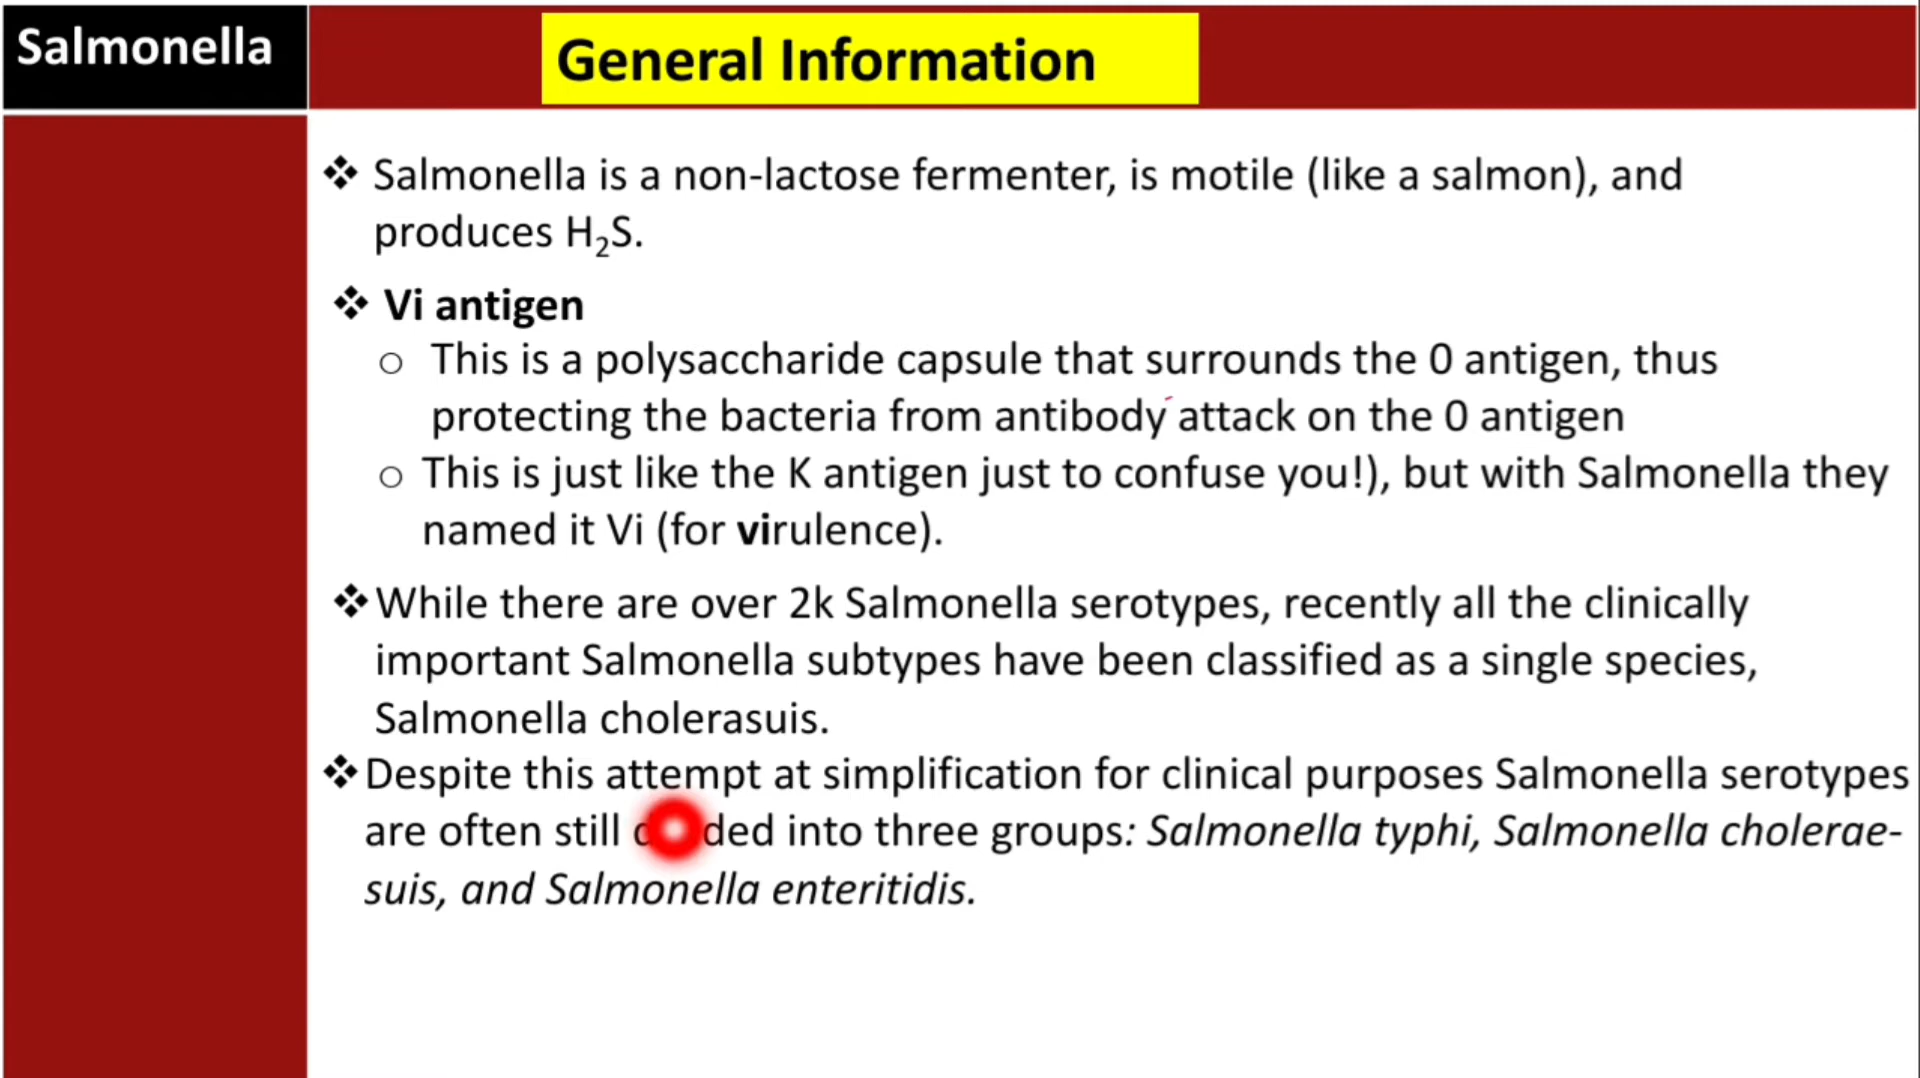 Salmonella
General Information
❖ Salmonella is a non-lactose fermenter, is motile (like a salmon), and
produces H₂S.
❖ Vi antigen
o This is a polysaccharide capsule that surrounds the 0 antigen, thus
protecting the bacteria from antibody attack on the 0 antigen
o This is just like the K antigen just to confuse you!), but with Salmonella they
named it Vi (for virulence).
❖ While there are over 2k Salmonella serotypes, recently all the clinically
important Salmonella subtypes have been classified as a single species,
Salmonella cholerasuis.
❖ Despite this attempt at simplification for clinical purposes Salmonella serotypes
are often still into three groups: Salmonella typhi, Salmonella cholerae-
suis, and Salmonella enteritidis.